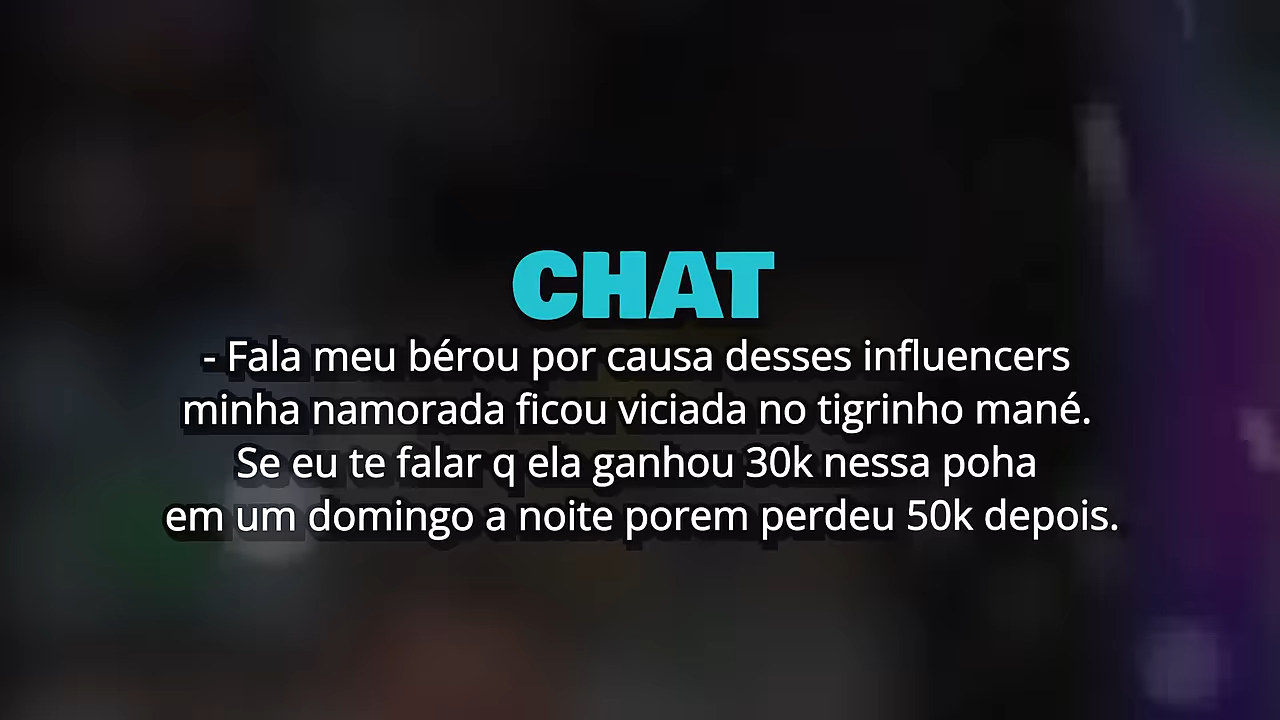 CHAT
- Fala meu bérou por causa desses influencers
minha namorada ficou viciada no tigrinho mané.
Se eu te falar q ela ganhou 30k nessa poha
em um domingo a noite porem perdeu 50k depois.